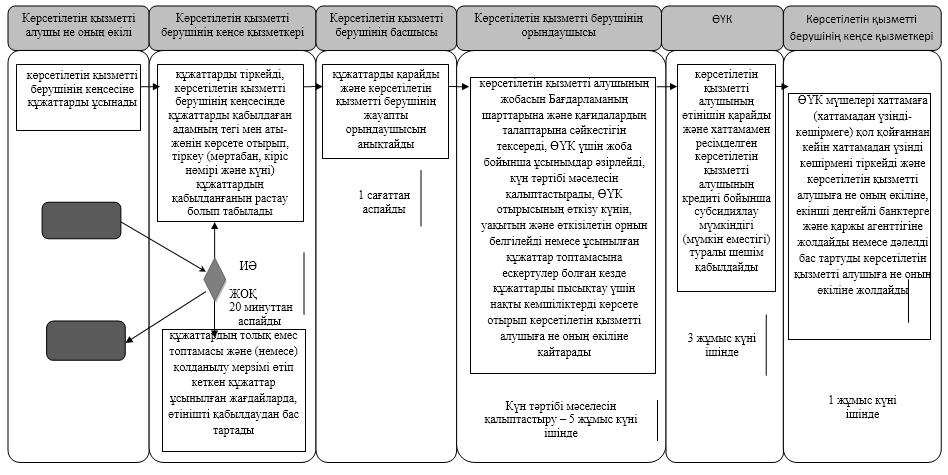 Көрсетілетін қызметті
алушы не оның өкілі
Көрсетілетін қызметті
берушінің кеңсе қызметкері
Көрсетілетін қызметті
берушінің басшысы
Көрсетілетін қызметті берушінің
орындаушысы
ӨҮК
Көрсетілетін қызметті
берушінің кеңсе қызметкері
көрсетілетін қызметті
берушінің кеңсесіне
құжаттарды ұсынады
құжаттарды тіркейді,
көрсетілетін қызметті
берушінің кеңсесінде
құжаттарды қабылдаған
адамның тегі мен аты-
жөнін көрсете отырып,
тіркеу (мөртабан, кіріс
нөмірі және күні)
құжаттардың
қабылданғанын растау
болып табылады
ИӘ
ЖОҚ
20 минуттан
аспайды
құжаттардың толық емес
топтамасы және (немесе)
қолданылу мерзімі өтіп
кеткен құжаттар
ұсынылған жағдайларда,
өтінішті қабылдаудан бас
тартады
құжаттарды қарайды
және көрсетілетін
қызметті берушінің
жауапты
орындаушысын
анықтайды
1 сағаттан
аспайды
көрсетілетін қызметті алушының
жобасын Бағдарламаның
шарттарына және қағидалардың
талаптарына сәйкестігін
тексереді, ӨҮК үшін жоба
бойынша ұсынымдар әзірлейді,
күн тәртібі мәселесін
қалыптастырады, ӨҮК
отырысының өткізу күнін,
уақытын және өткізілетін орнын
белгілейді немесе ұсынылған
құжаттар топтамасына
ескертулер болған кезде
құжаттарды пысықтау үшін
нақты кемшіліктерді көрсете
отырып көрсетілетін қызметті
алушыға не оның өкіліне
қайтарады
Күн тәртібі мәселесін
қалыптастыру – 5 жұмыс күні
ішінде
көрсетілетін
қызметті
алушының
өтінішін қарайды
және хаттамамен
ресімделген
көрсетілетін
қызметті
алушының
кредиті бойынша
субсидиялау
мүмкіндігі
(мүмкін еместігі)
туралы шешім
қабылдайды
3 жұмыс күні
ішінде
ӨҮК мүшелері хаттамаға
(хаттамадан үзінді-
көшірмеге) қол қойғаннан
кейін хаттамадан үзінді
көшірмені тіркейді және
көрсетілетін қызметті
алушыға не оның өкіліне,
екінші деңгейлі банктерге
және қаржы агенттігіне
жолдайды немесе дәлелді
бас тартуды көрсетілетін
қызметті алушыға не оның
өкіліне жолдайды
1 жұмыс күні
ішінде